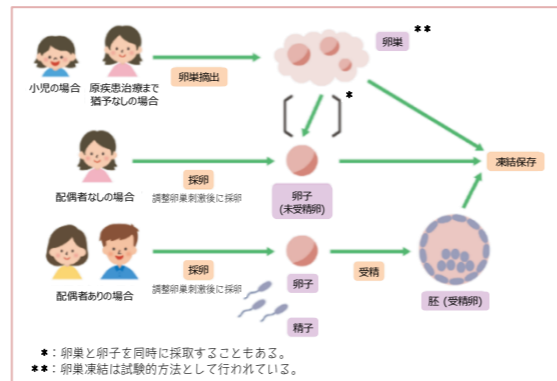 卵巣 **
小児の場合
原疾患治療まで
猶予なしの場合
卵巣摘出
*
配偶者なしの場合
採卵
調整卵巣刺激後に採卵
卵子
(未受精卵)
凍結保存
配偶者ありの場合
採卵
調整卵巣刺激後に採卵
卵子
精子
受精
胚 (受精卵)
*：卵巣と卵子を同時に採取することもある。
**：卵巣凍結は試験的方法として行われている。